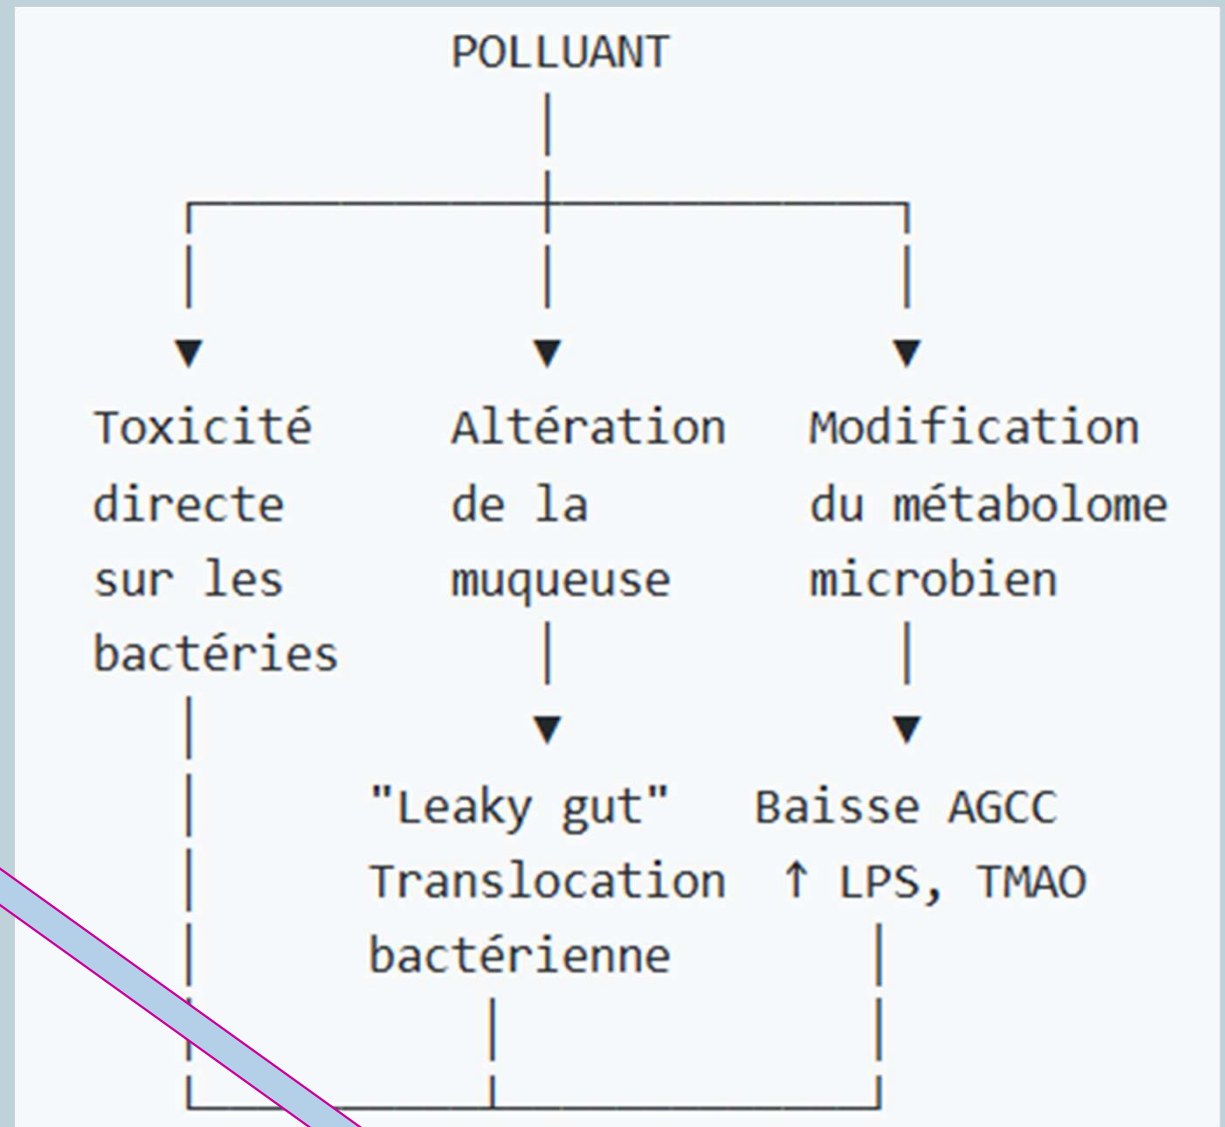 POLLUANT
Toxicité Altération Modification
directe de la du métabolome
sur les muqueuse microbien
bactéries
"Leaky gut" Baisse AGCC
Translocation ↑ LPS, TMAO
bactérienne